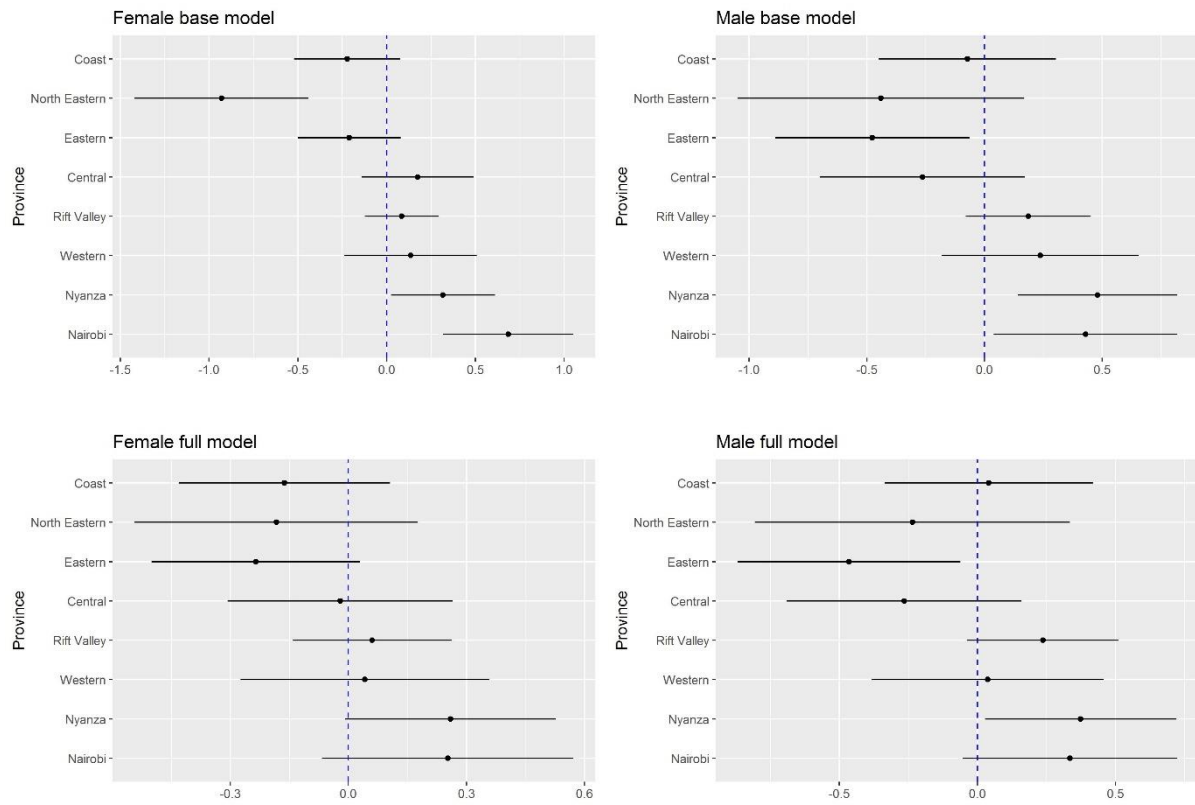 Female base model
Province
Coast
North Eastern
Eastern
Central
Rift Valley
Western
Nyanza
Nairobi
-1.5 -1.0 -0.5 0.0 0.5 1.0
Male base model
Province
Coast
North Eastern
Eastern
Central
Rift Valley
Western
Nyanza
Nairobi
-1.0 -0.5 0.0 0.5
Female full model
Province
Coast
North Eastern
Eastern
Central
Rift Valley
Western
Nyanza
Nairobi
-0.3 0.0 0.3 0.6
Male full model
Province
Coast
North Eastern
Eastern
Central
Rift Valley
Western
Nyanza
Nairobi
-0.5 0.0 0.5